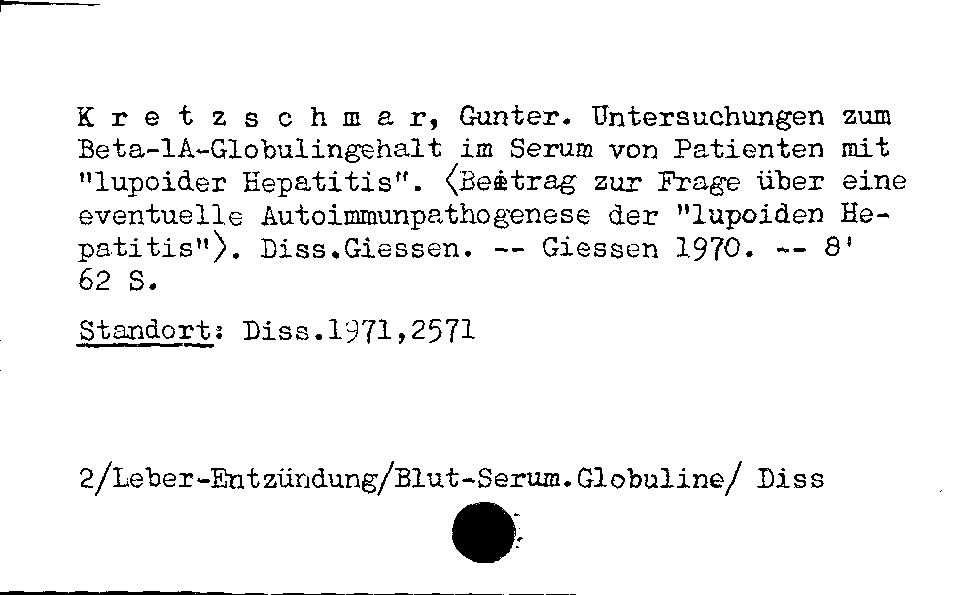 K r e t z s c h m a r, Gunter. Untersuchungen zum
Beta-1A-Globulingehalt im Serum von Patienten mit
"lupoider Hepatitis". ⟨Beitrag zur Frage über eine
eventuelle Autoimmunpathogenese der "lupoiden He-
patitis"⟩. Diss.Giessen. -- Giessen 1970. -- 8'
62 S.
Standort: Diss.1971,2571
2/Leber-Entzündung/Blut-Serum.Globuline/ Diss